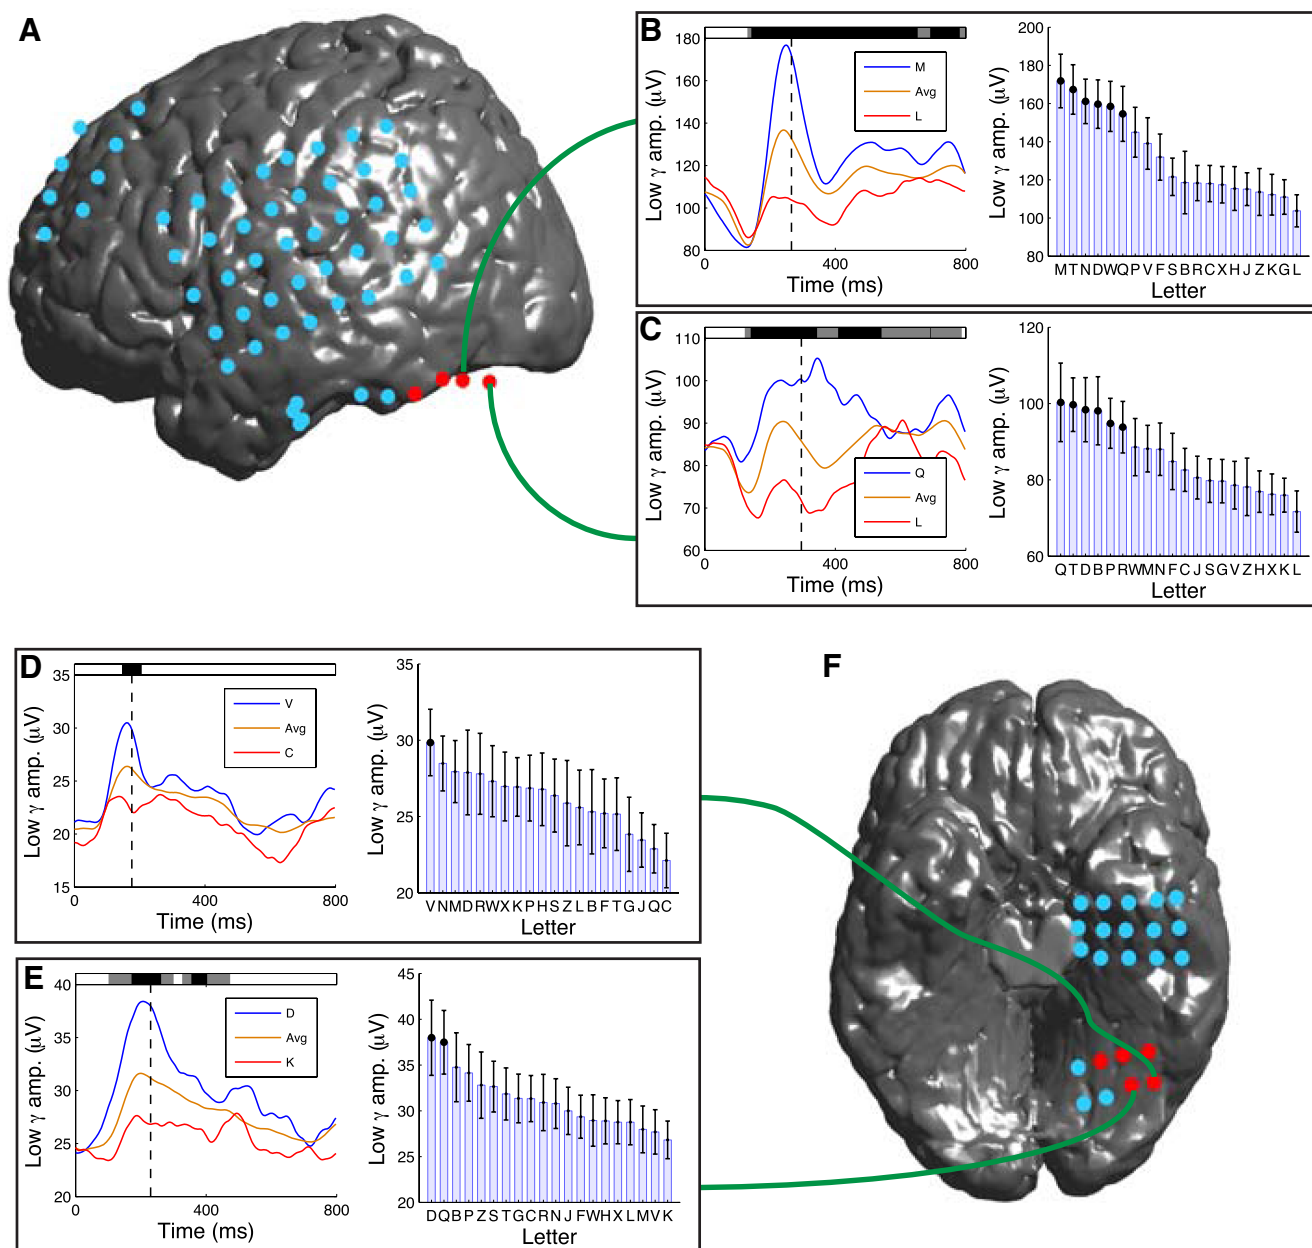 A
B
180
160
140
120
100
80
Low γ amp. (μV)
0
400
800
Time (ms)
M
Avg
L
180
160
140
120
100
80
Low γ amp. (μV)
MTNDWQPVFSBRCXHJZKGL
Letter
C
110
100
90
80
70
60
Low γ amp. (μV)
0
400
800
Time (ms)
Q
Avg
L
120
100
80
60
Low γ amp. (μV)
QTDBPRWMNFCJSGVZHXKL
Letter
D
35
30
25
20
15
Low γ amp. (μV)
0
400
800
Time (ms)
V
Avg
C
35
30
25
20
Low γ amp. (μV)
VNMDRWXKPHSZLBFTGJQC
Letter
F
E
40
35
30
25
20
Low γ amp. (μV)
0
400
800
Time (ms)
D
Avg
K
45
40
35
30
25
20
Low γ amp. (μV)
DQBPZSTGCRNJFWHXLMVK
Letter